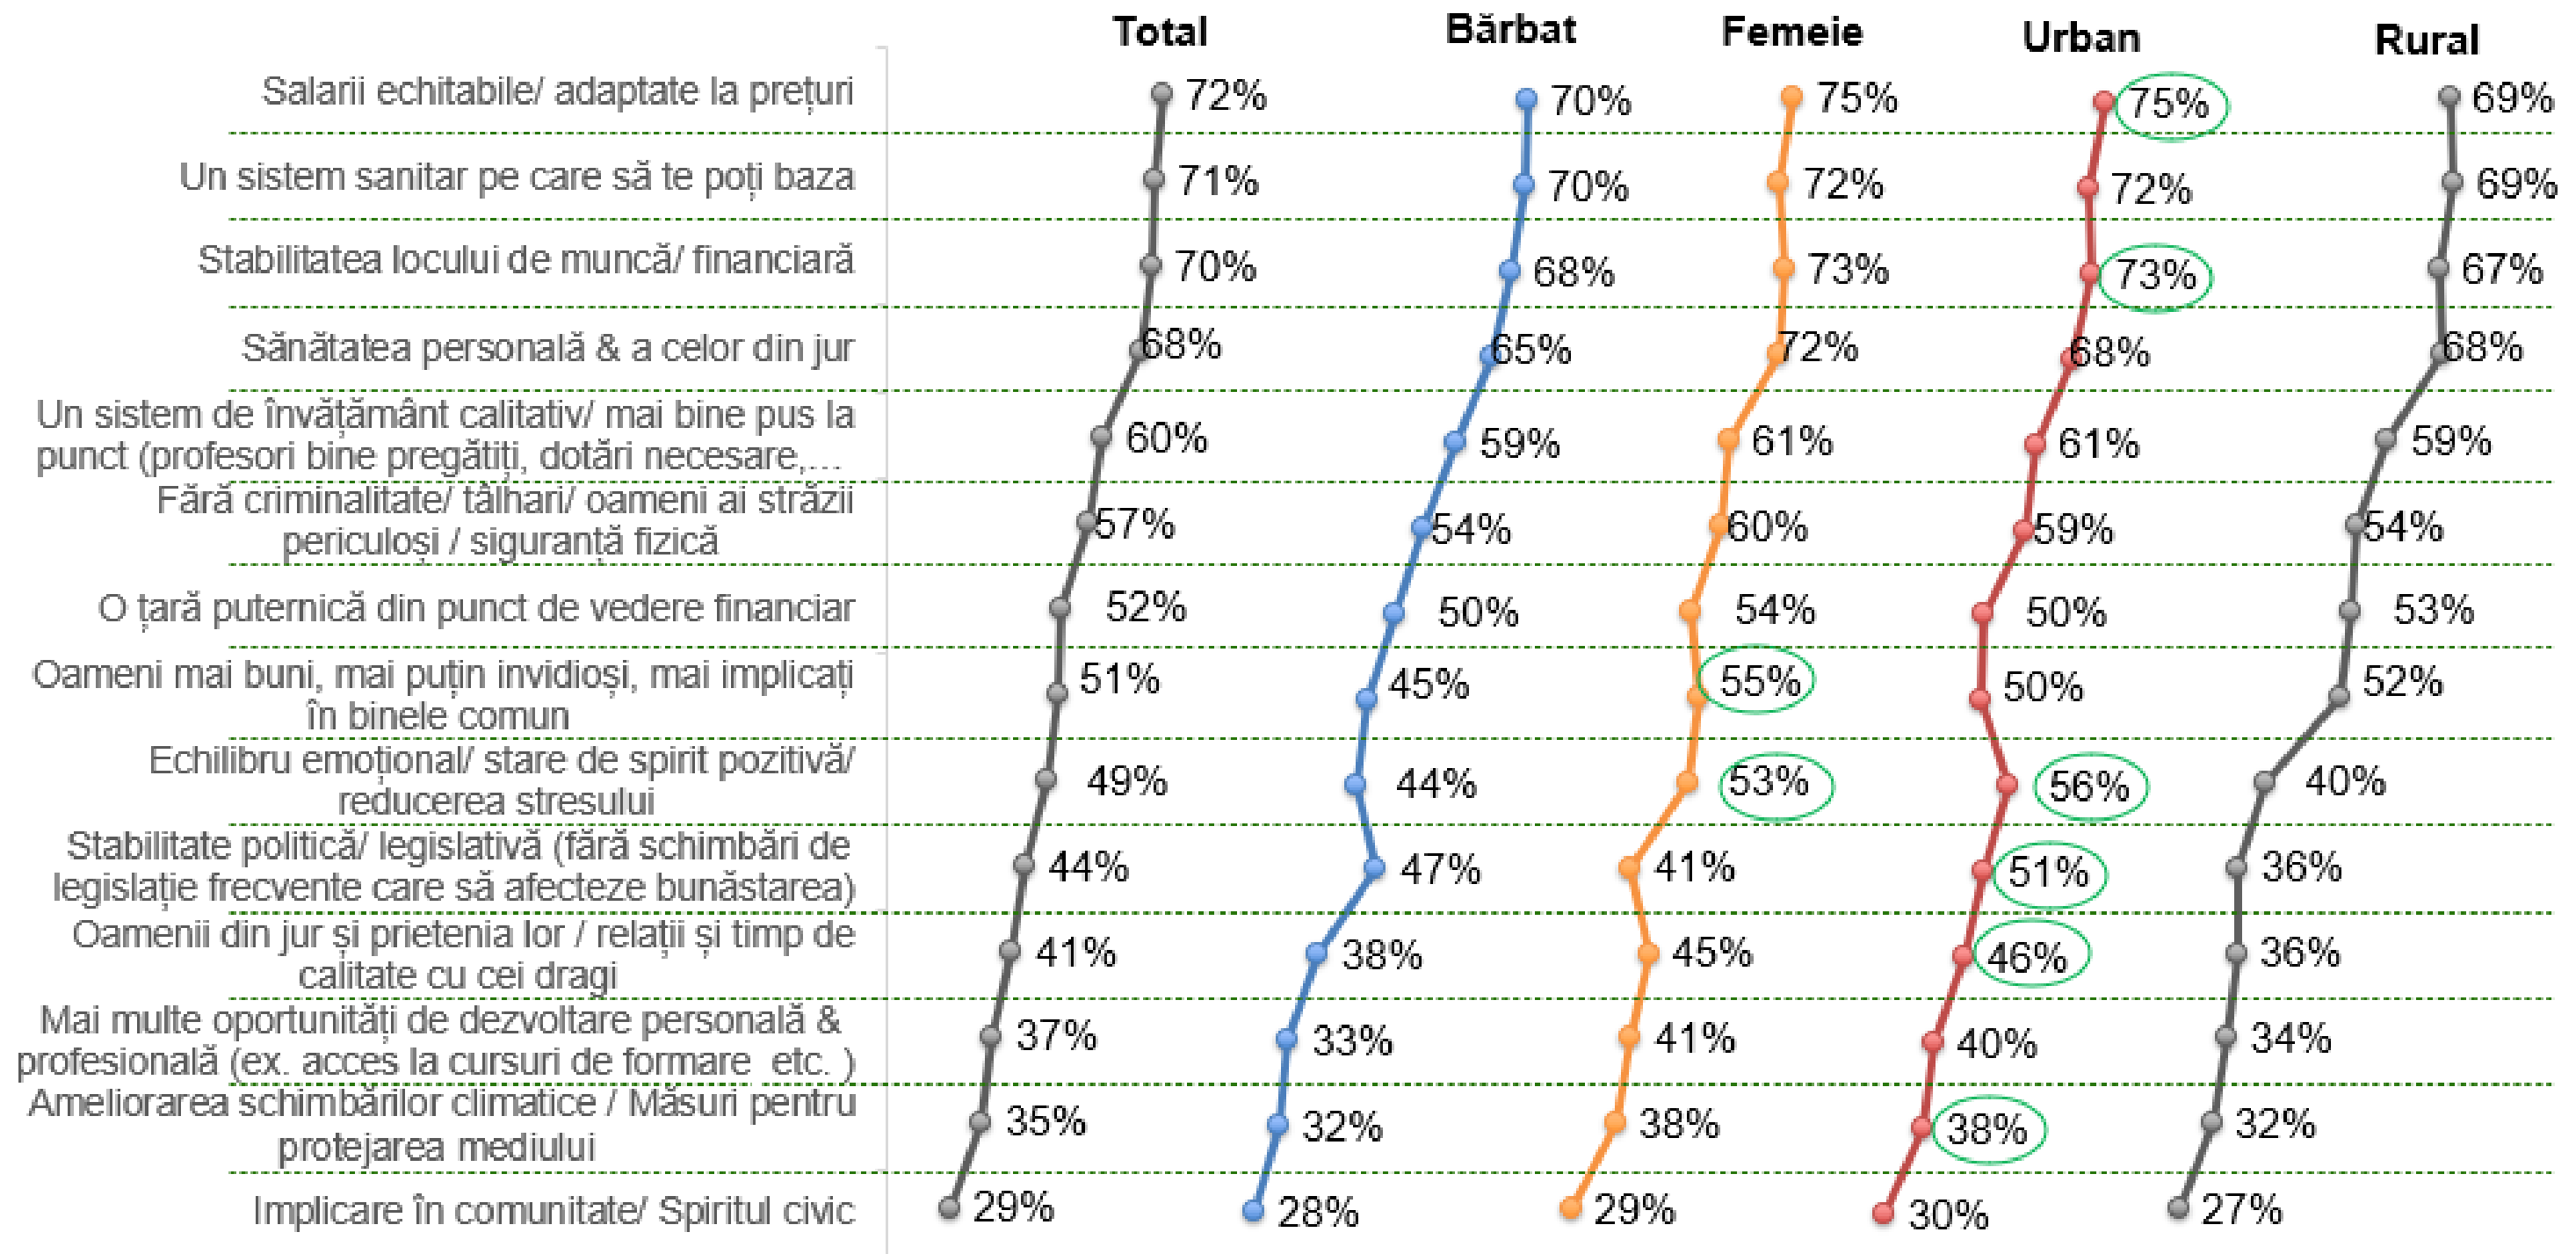 Total Bărbat Femeie Urban Rural
Salarii echitabile/ adaptate la prețuri 72% 70% 75% 75% 69%
Un sistem sanitar pe care să te poți baza 71% 70% 72% 72% 69%
Stabilitatea locului de muncă/ financiară 70% 68% 73% 73% 67%
Sănătatea personală & a celor din jur 68% 65% 72% 68% 68%
Un sistem de învățământ calitativ/ mai bine pus la
punct (profesori bine pregătiți, dotări necesare,... 60% 59% 61% 61% 59%
Fără criminalitate/ tâlhari/ oameni ai străzii
periculoși / siguranță fizică 57% 54% 60% 59% 54%
O țară puternică din punct de vedere financiar 52% 50% 54% 50% 53%
Oameni mai buni, mai puțin invidioși, mai implicați
în binele comun 51% 45% 55% 50% 52%
Echilibru emoțional/ stare de spirit pozitivă/
reducerea stresului 49% 44% 53% 56% 40%
Stabilitate politică/ legislativă (fără schimbări de
legislație frecvente care să afecteze bunăstarea) 44% 47% 41% 51% 36%
Oamenii din jur și prietenia lor / relații și timp de
calitate cu cei dragi 41% 38% 45% 46% 36%
Mai multe oportunități de dezvoltare personală &
profesională (ex. acces la cursuri de formare etc. ) 37% 33% 41% 40% 34%
Ameliorarea schimbărilor climatice / Măsuri pentru
protejarea mediului 35% 32% 38% 38% 32%
Implicare în comunitate/ Spiritul civic 29% 28% 29% 30% 27%